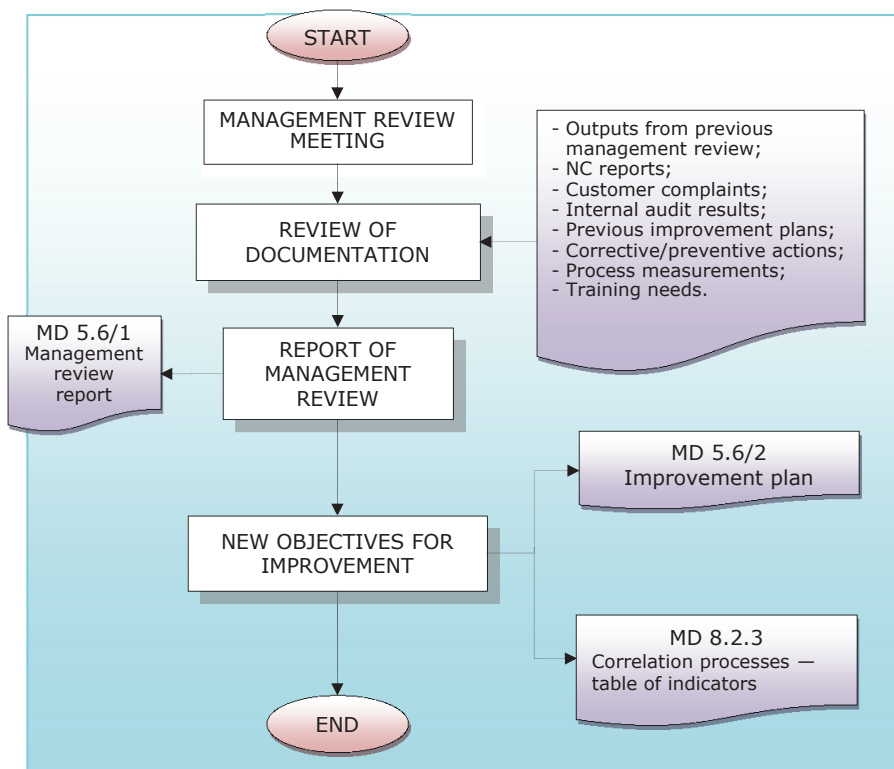 START
MANAGEMENT REVIEW
MEETING
- Outputs from previous
management review;
- NC reports;
- Customer complaints;
- Internal audit results;
- Previous improvement plans;
- Corrective/preventive actions;
- Process measurements;
- Training needs.
REVIEW OF
DOCUMENTATION
MD 5.6/1
Management
review
report
REPORT OF
MANAGEMENT
REVIEW
MD 5.6/2
Improvement plan
NEW OBJECTIVES FOR
IMPROVEMENT
MD 8.2.3
Correlation processes —
table of indicators
END